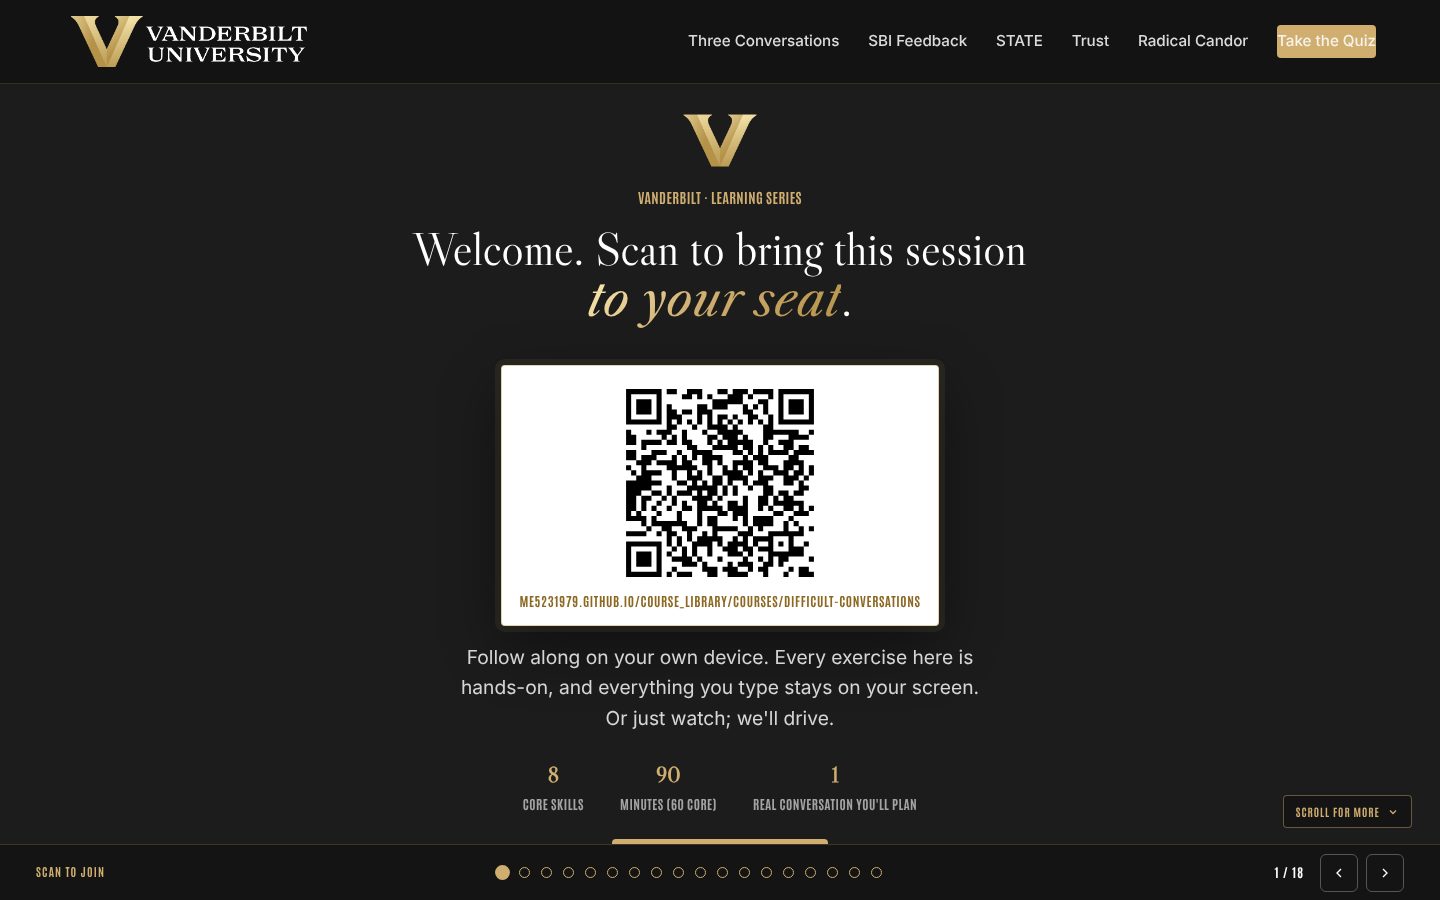 VANDERBILT
UNIVERSITY
Three Conversations
SBI Feedback
STATE
Trust
Radical Candor
Take the Quiz
VANDERBILT · LEARNING SERIES
Welcome. Scan to bring this session
to your seat.
ME5231979.GITHUB.IO/COURSE_LIBRARY/COURSES/DIFFICULT-CONVERSATIONS
Follow along on your own device. Every exercise here is
hands-on, and everything you type stays on your screen.
Or just watch; we'll drive.
8
CORE SKILLS
90
MINUTES (60 CORE)
1
REAL CONVERSATION YOU'LL PLAN
SCROLL FOR MORE
SCAN TO JOIN
1 / 18